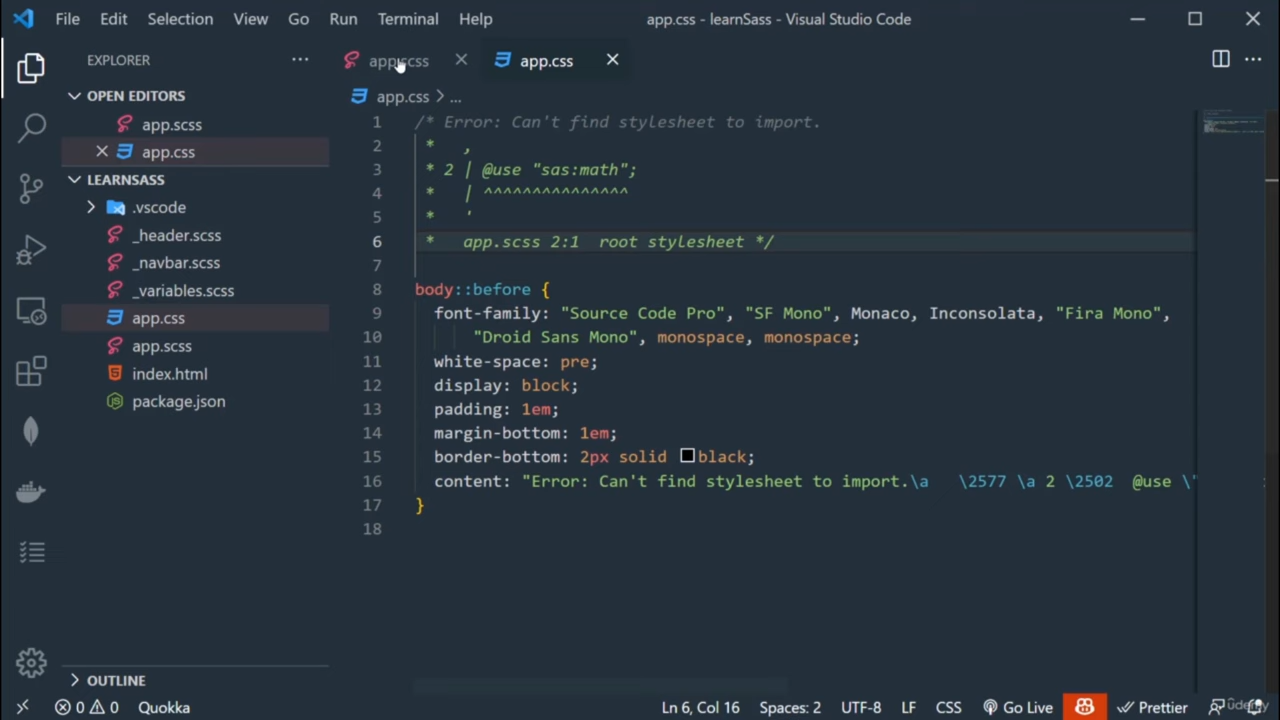 File Edit Selection View Go Run Terminal Help app.css - learnSass - Visual Studio Code
EXPLORER
OPEN EDITORS
app.scss
app.css
LEARNSASS
.vscode
_header.scss
_navbar.scss
_variables.scss
app.css
app.scss
index.html
package.json
OUTLINE
app.scss app.css
app.css > ...
1 /* Error: Can't find stylesheet to import.
2 * ,
3 * 2 | @use "sas:math";
4 * | ^^^^^^^^^^^^^^^
5 * '
6 * app.scss 2:1 root stylesheet */
7
8 body::before {
9 font-family: "Source Code Pro", "SF Mono", Monaco, Inconsolata, "Fira Mono",
10 "Droid Sans Mono", monospace, monospace;
11 white-space: pre;
12 display: block;
13 padding: 1em;
14 margin-bottom: 1em;
15 border-bottom: 2px solid black;
16 content: "Error: Can't find stylesheet to import.\a \2577 \a 2 \2502 @use \"
17 }
18
0 0 Quokka Ln 6, Col 16 Spaces: 2 UTF-8 LF CSS Go Live Prettier
udemy